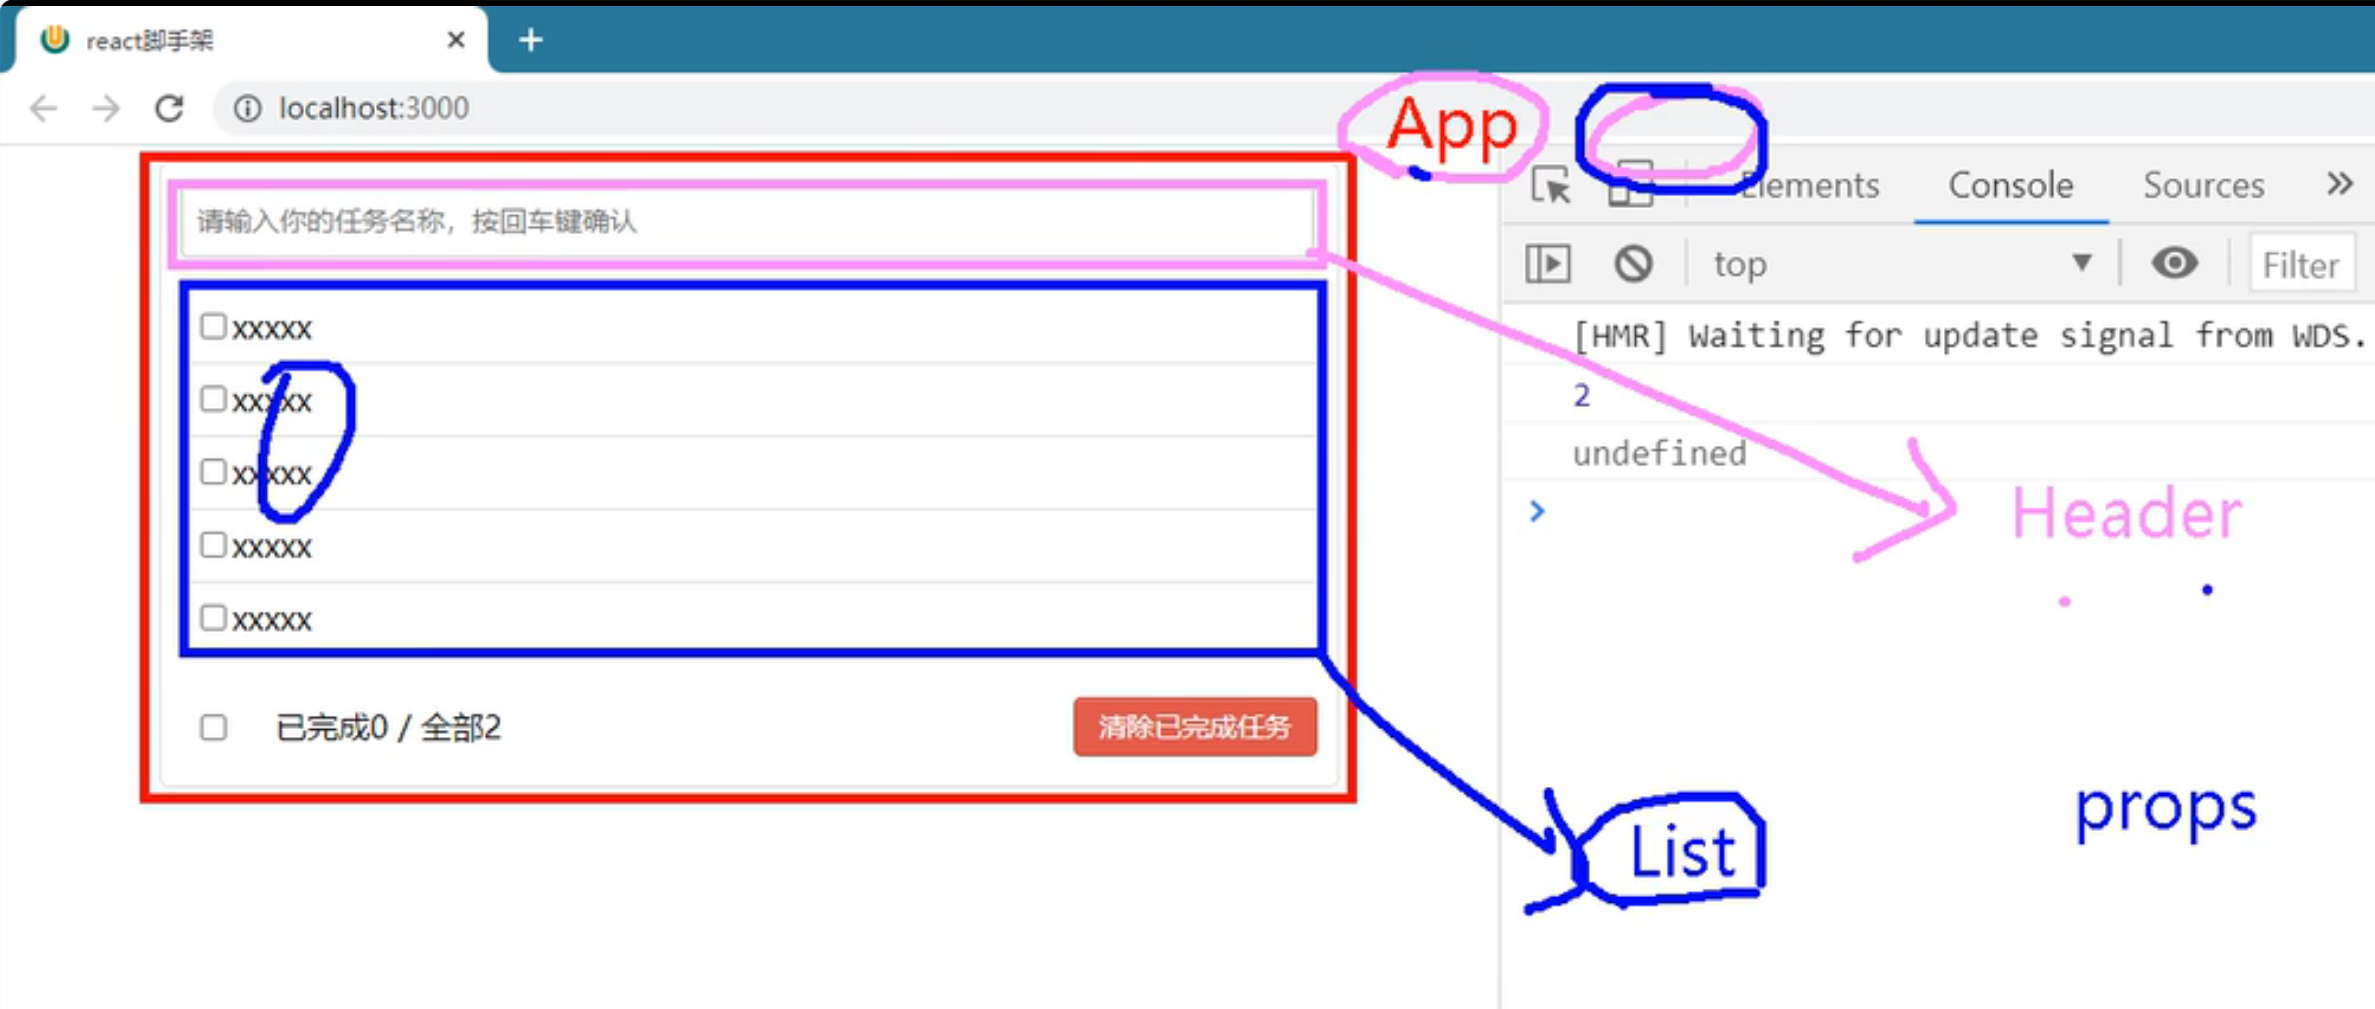 react脚手架
localhost:3000
App
Elements Console Sources
请输入你的任务名称，按回车键确认
top Filter
xxxxx
[HMR] Waiting for update signal from WDS.
xxxxx
2
xxxxx
undefined
Header
xxxxx
xxxxx
已完成0 / 全部2
清除已完成任务
props
List